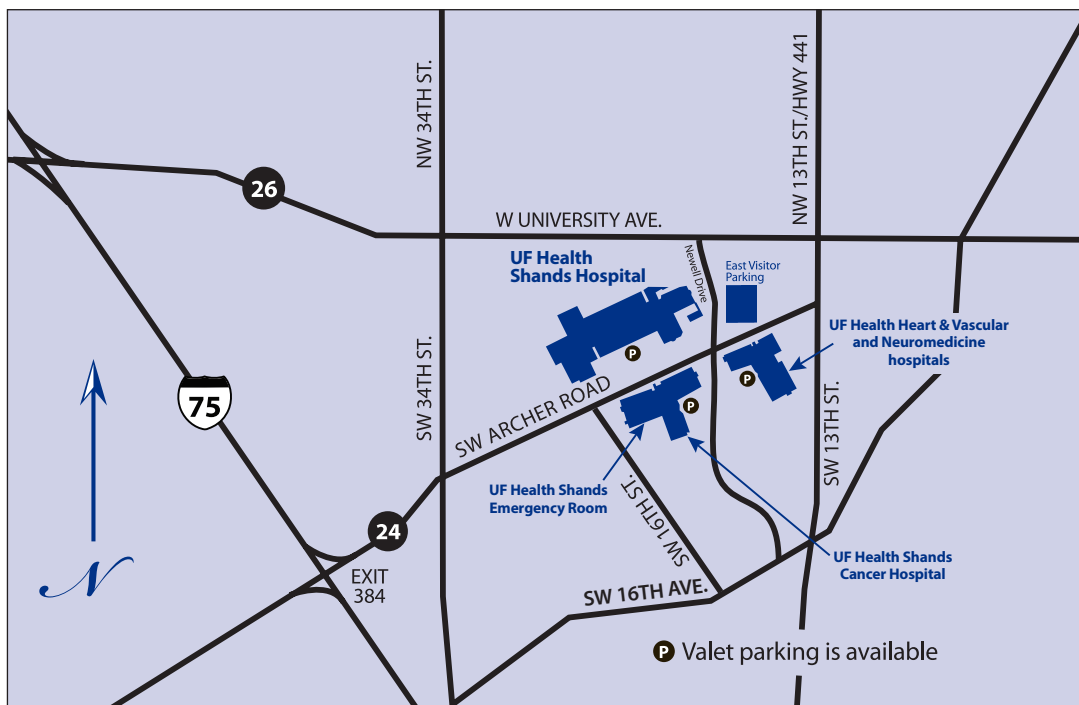 NW 34TH ST.
NW 13TH ST./HWY 441
26
W UNIVERSITY AVE.
UF Health
Shands Hospital
Newell Drive
East Visitor
Parking
P
UF Health Heart & Vascular
and Neuromedicine
hospitals
P
75
SW 34TH ST.
SW ARCHER ROAD
P
SW 13TH ST.
UF Health Shands
Emergency Room
SW 16TH ST.
24
EXIT
384
UF Health Shands
Cancer Hospital
N
SW 16TH AVE.
P Valet parking is available